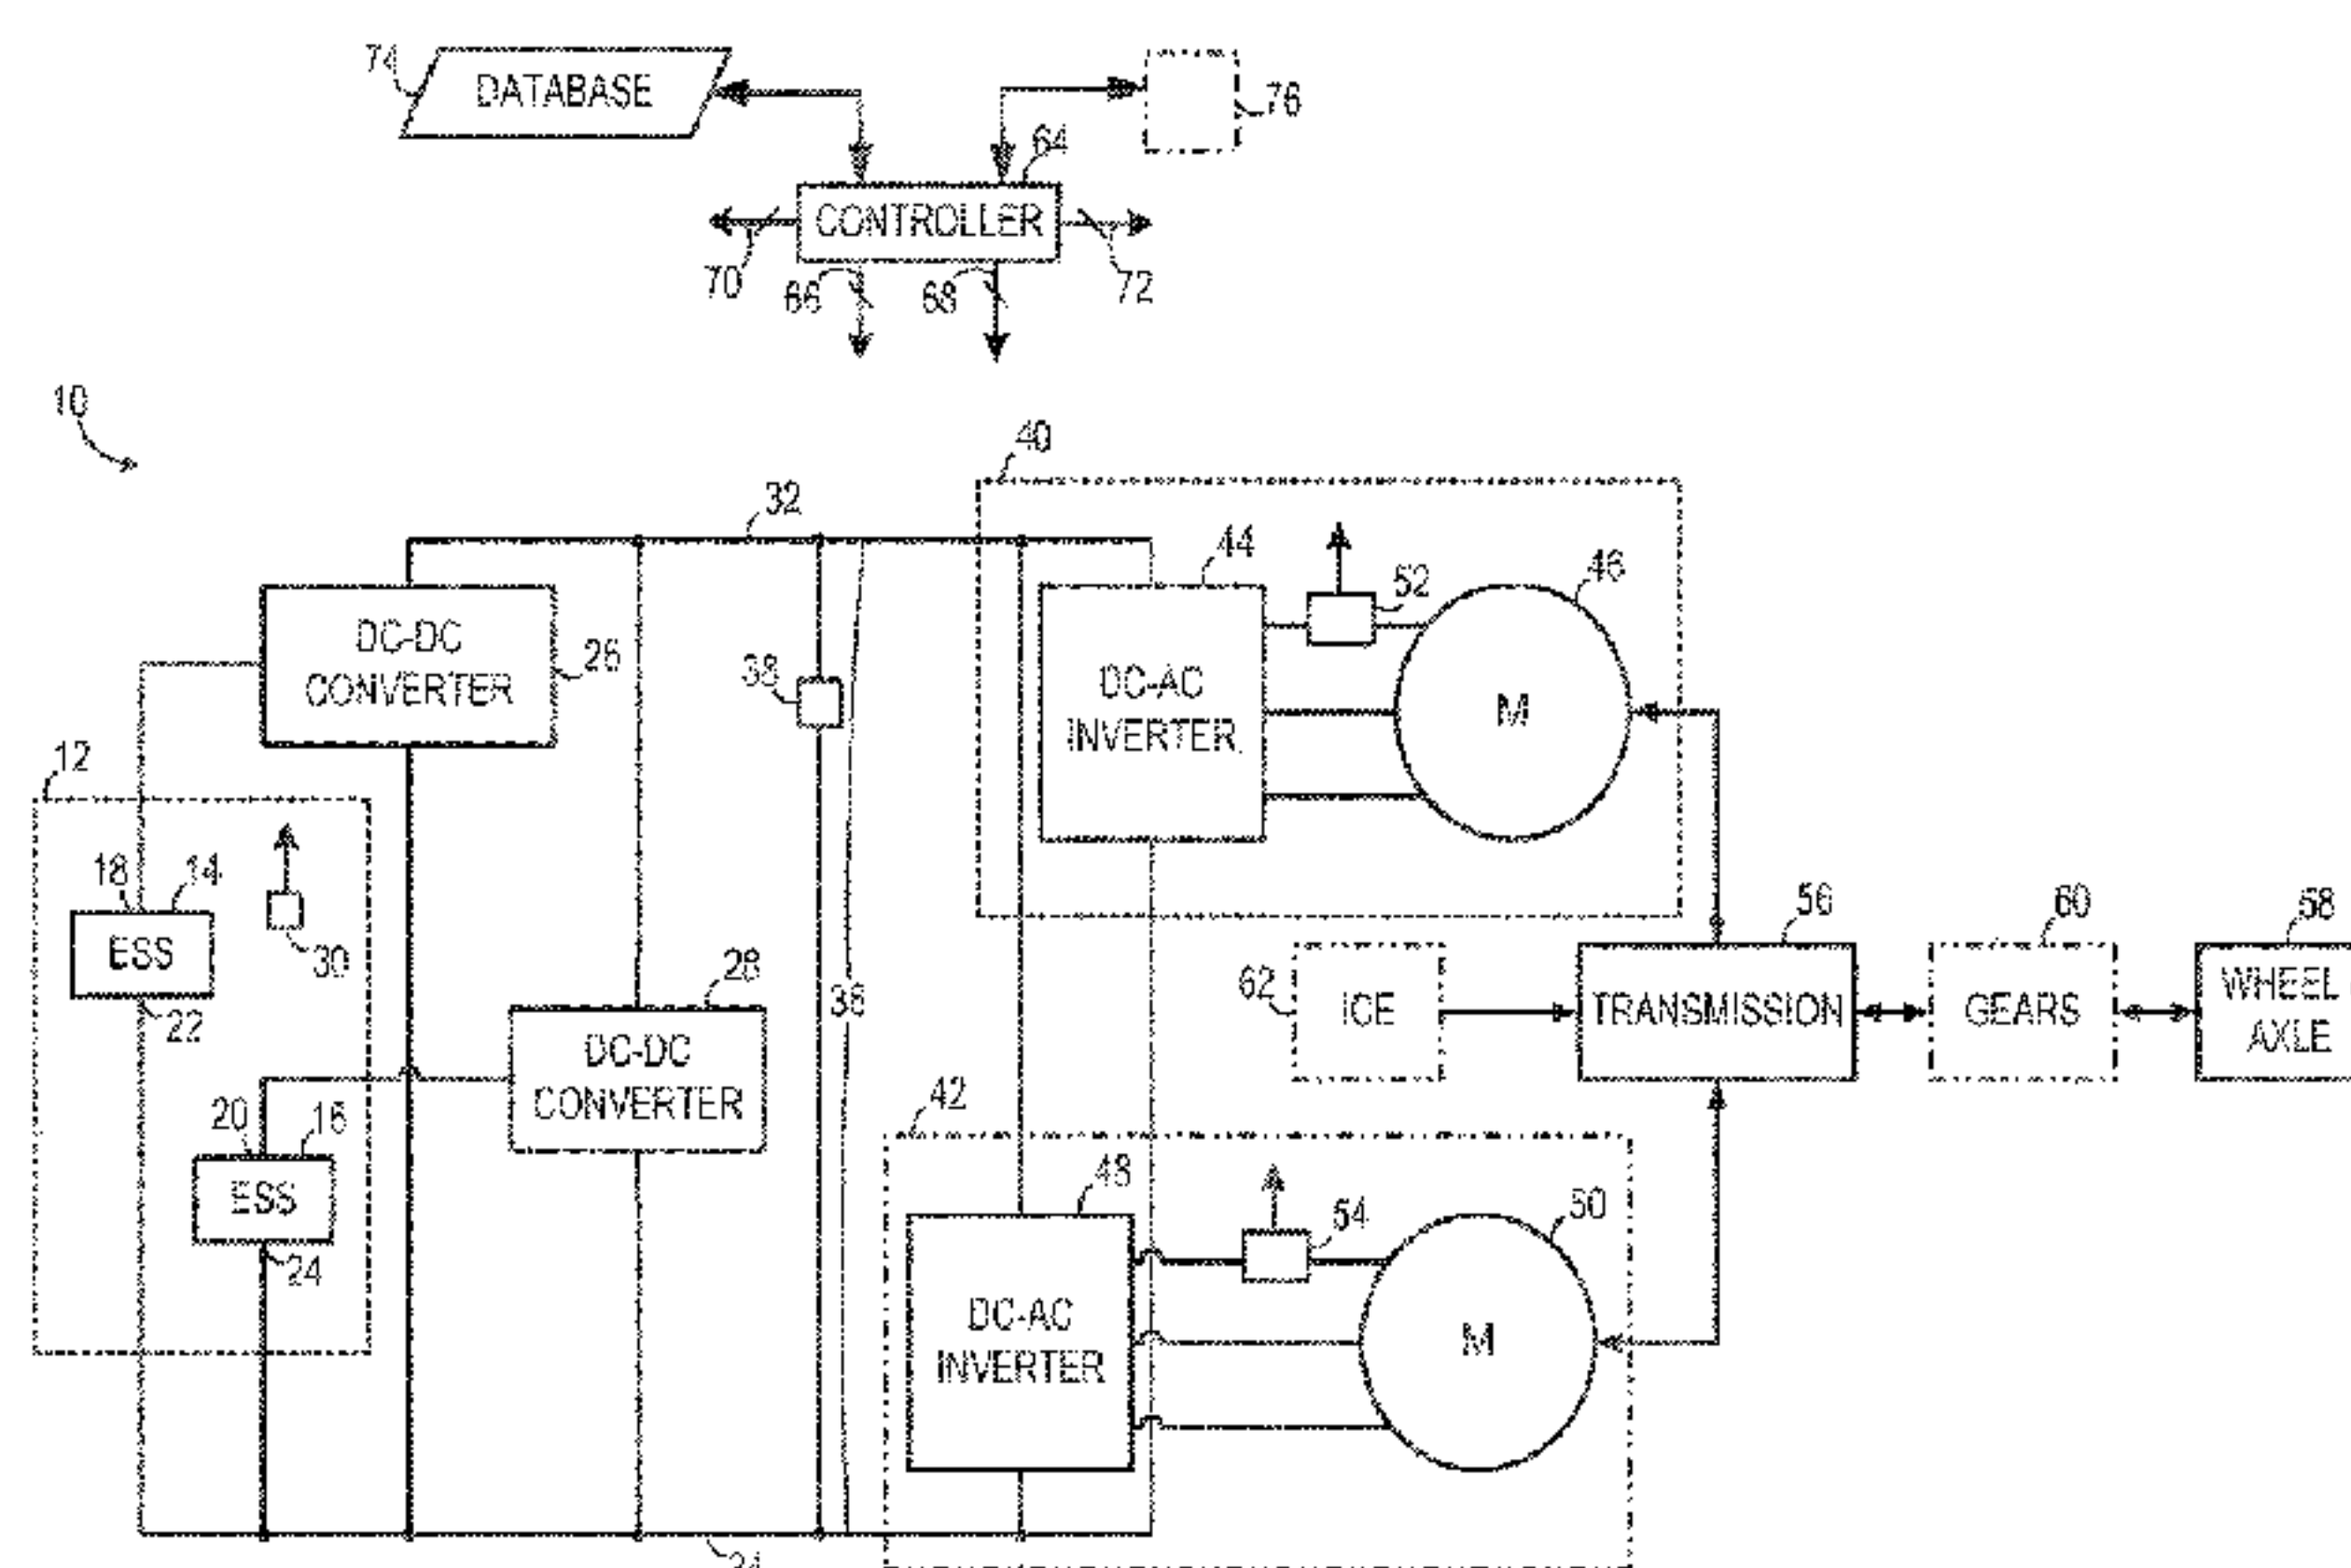 74
DATABASE
76
64
CONTROLLER
70
66
68
72
10
40
32
44
46
52
DC-DC
CONVERTER
26
38
DC-AC
INVERTER
M
12
18
14
ESS
30
22
28
DC-DC
CONVERTER
36
62
ICE
56
TRANSMISSION
60
GEARS
58
WHEEL
AXLE
20
16
ESS
24
42
48
54
50
DC-AC
INVERTER
M